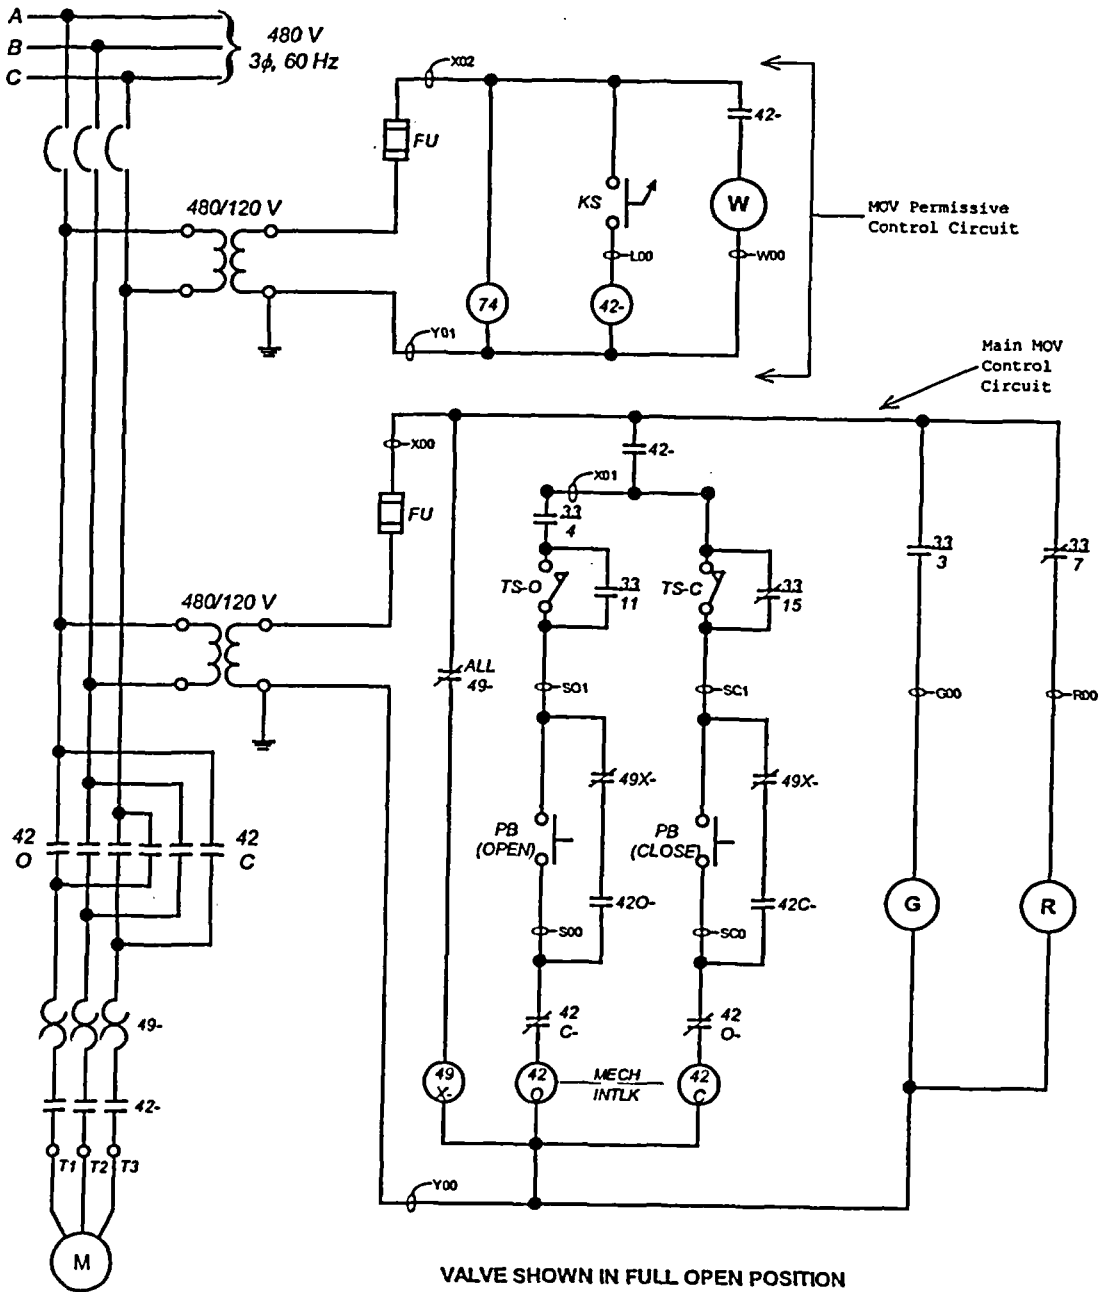 A
B
C
480 V
3ϕ, 60 Hz
X02
FU
480/120 V
KS
42-
W
L00
W00
74
42-
Y01
MOV Permissive
Control Circuit
Main MOV
Control
Circuit
X00
42-
X01
FU
33
4
TS-O
33
11
TS-C
33
15
33
3
33
7
480/120 V
ALL
49-
SO1
SC1
G00
R00
49X-
49X-
42
O
42
C
PB
(OPEN)
PB
(CLOSE)
42O-
42C-
G
R
S00
SC0
49-
42
C-
42
O-
49
X-
42
O
MECH
INTLK
42
C
42-
T1
T2
T3
Y00
M
VALVE SHOWN IN FULL OPEN POSITION